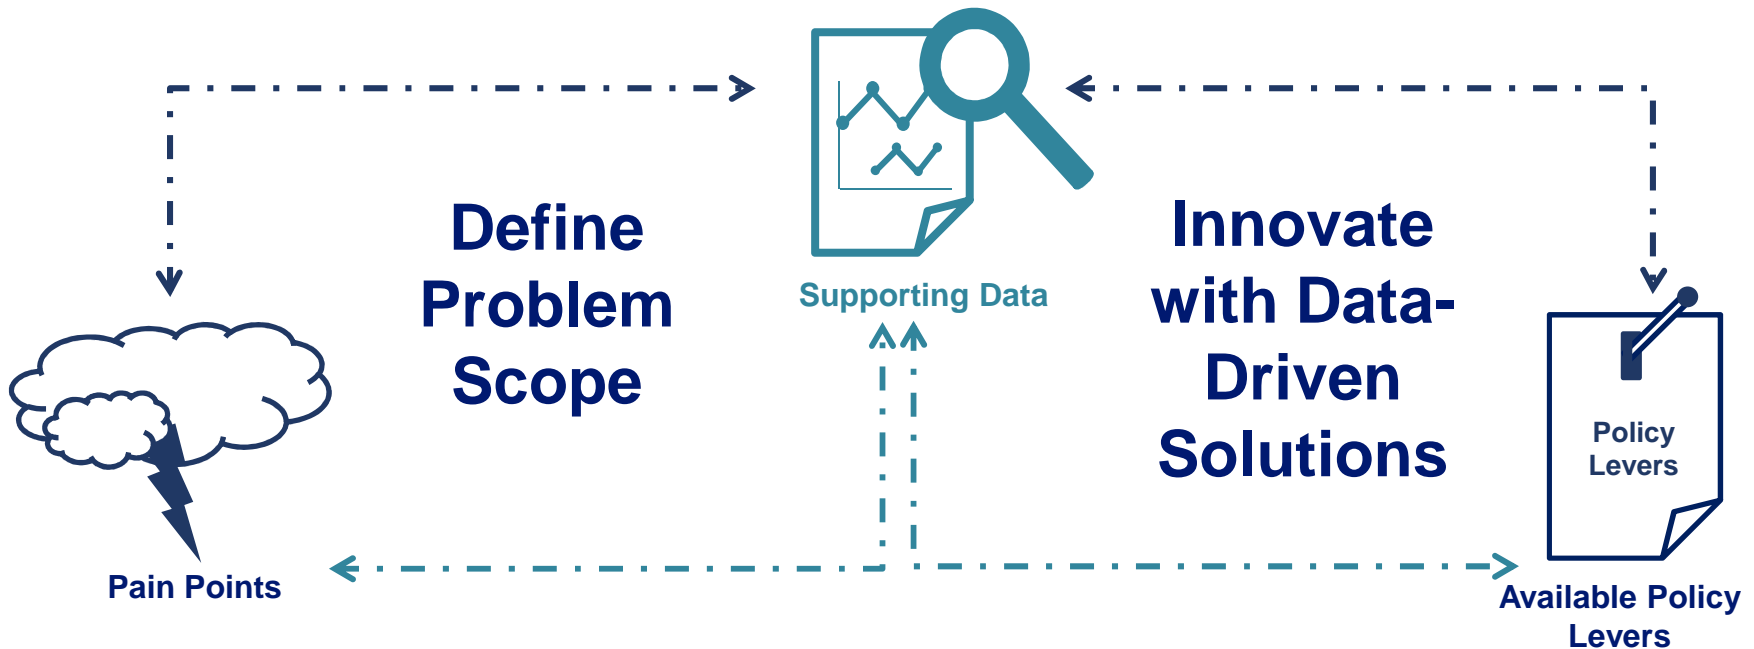 Define
Problem
Scope
Supporting Data
Innovate
with Data-
Driven
Solutions
Policy
Levers
Pain Points
Available Policy
Levers